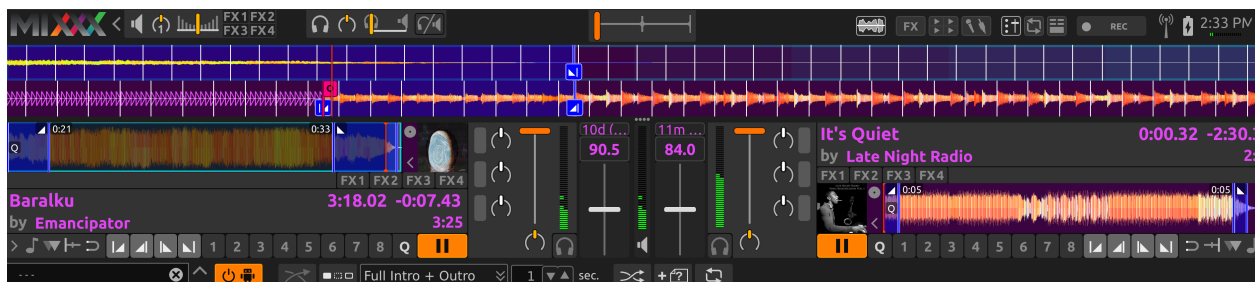 MIXXX
FX1 FX2
FX3 FX4
FX
REC
2:33 PM
C
0:21
0:33
Q
FX1 FX2 FX3 FX4
Baralku
3:18.02 -0:07.43
by Emancipator
3:25
1 2 3 4 5 6 7 8 Q
10d (...
11m ...
90.5
84.0
It's Quiet
0:00.32 -2:30.
by Late Night Radio
2:
FX1 FX2 FX3 FX4
0:05
0:05
Q
Q 1 2 3 4 5 6 7 8
---
Full Intro + Outro
1
sec.